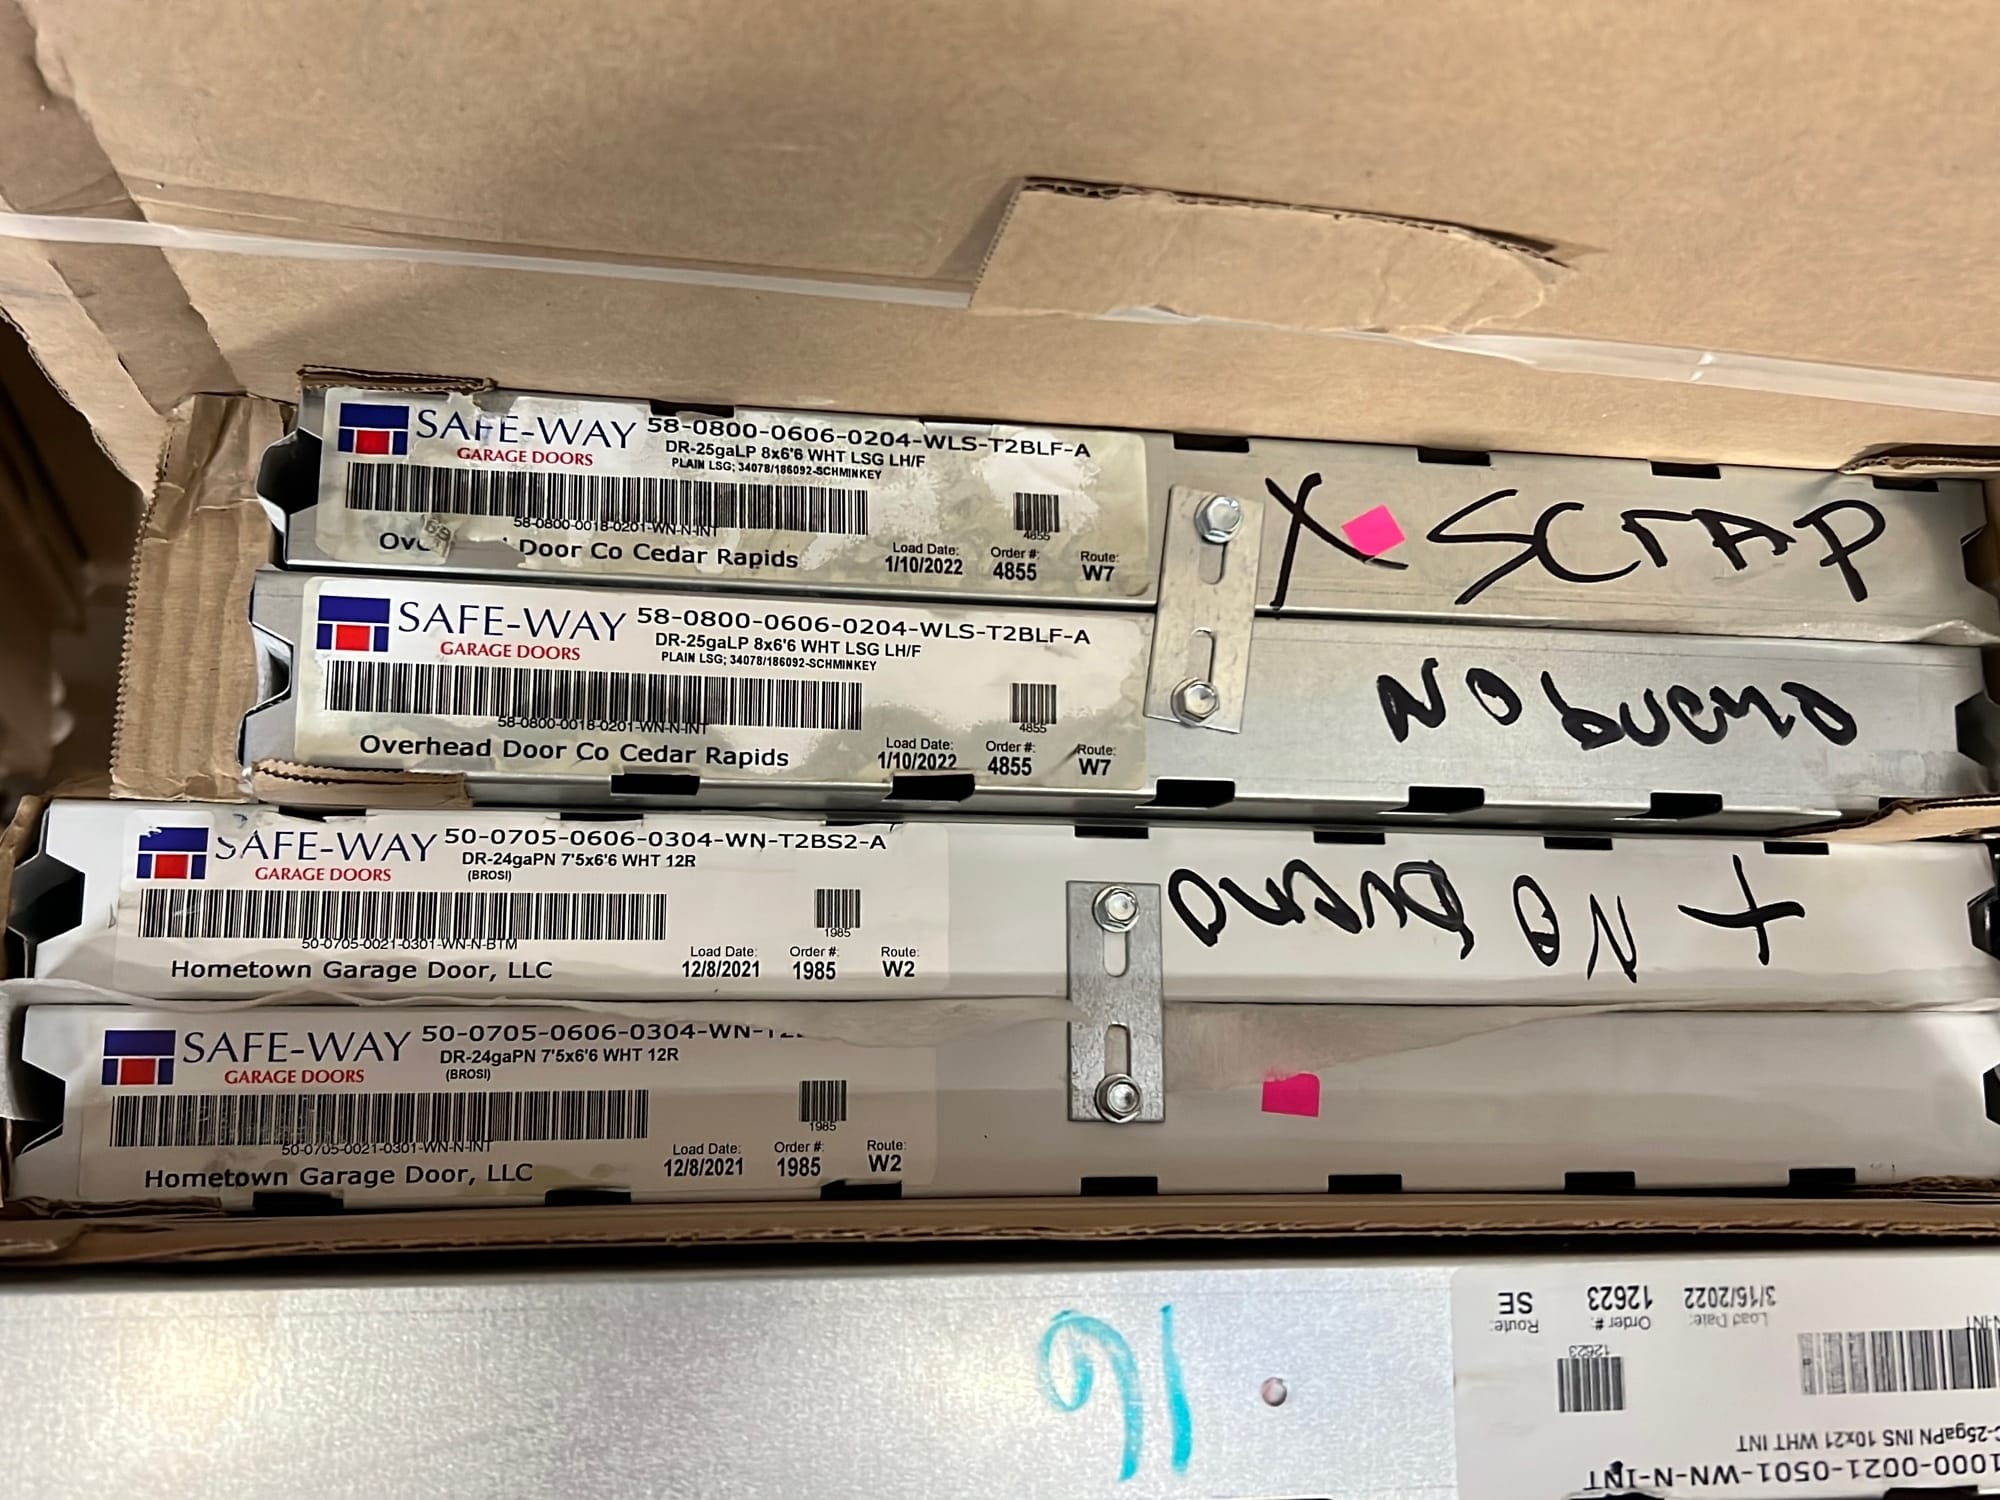 SAFE-WAY
GARAGE DOORS
58-0800-0606-0204-WLS-T2BLF-A
DR-25gaLP 8x6'6 WHT LSG LH/F
PLAIN LSG; 34078/186092-SCHMINKEY
58-0800-0018-0201-WN-N-INT
4855
Door Co Cedar Rapids
Load Date: Order #: Route:
1/10/2022 4855 W7
X SCrAP
SAFE-WAY
GARAGE DOORS
58-0800-0606-0204-WLS-T2BLF-A
DR-25gaLP 8x6'6 WHT LSG LH/F
PLAIN LSG; 34078/186092-SCHMINKEY
58-0800-0018-0201-WN-N-INT
4855
Overhead Door Co Cedar Rapids
Load Date: Order #: Route:
1/10/2022 4855 W7
No bueno
SAFE-WAY
GARAGE DOORS
50-0705-0606-0304-WN-T2BS2-A
DR-24gaPN 7'5x6'6 WHT 12R
(BROSI)
50-0705-0021-0301-WN-N-BTM
1985
Hometown Garage Door, LLC
Load Date: Order #: Route:
12/8/2021 1985 W2
X NO Bueno
SAFE-WAY
GARAGE DOORS
50-0705-0606-0304-WN-
DR-24gaPN 7'5x6'6 WHT 12R
(BROSI)
50-0705-0021-0301-WN-N-INT
1985
Hometown Garage Door, LLC
Load Date: Order #: Route:
12/8/2021 1985 W2
16
1000-0021-0501-WN-N-INT
C-25gaPN INS 10x21 WHT INT
12623
Load Date: Order #: Route:
3/15/2022 12623 SE